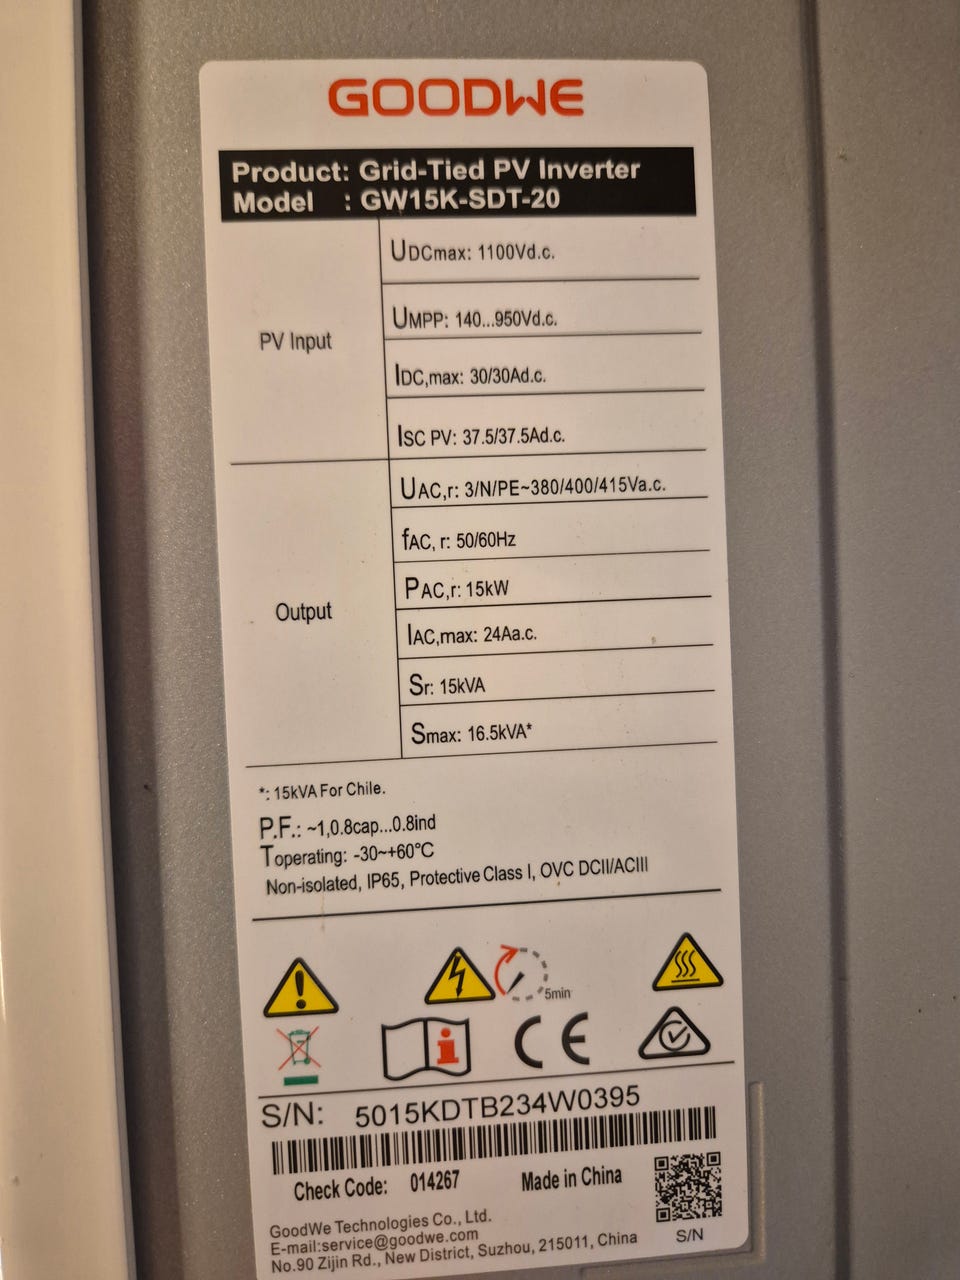 GOODWE
Product: Grid-Tied PV Inverter
Model : GW15K-SDT-20
PV Input
UDCmax: 1100Vd.c.
UMPP: 140...950Vd.c.
IDC,max: 30/30Ad.c.
ISC PV: 37.5/37.5Ad.c.
Output
UAC,r: 3/N/PE~380/400/415Va.c.
fAC, r: 50/60Hz
PAC,r: 15kW
IAC,max: 24Aa.c.
Sr: 15kVA
Smax: 16.5kVA*
*: 15kVA For Chile.
P.F.: ~1,0.8cap...0.8ind
Toperating: -30~+60°C
Non-isolated, IP65, Protective Class I, OVC DCII/ACIII
5min
i
CE
S/N: 5015KDTB234W0395
Check Code: 014267 Made in China
GoodWe Technologies Co., Ltd.
E-mail:service@goodwe.com
No.90 Zijin Rd., New District, Suzhou, 215011, China
S/N